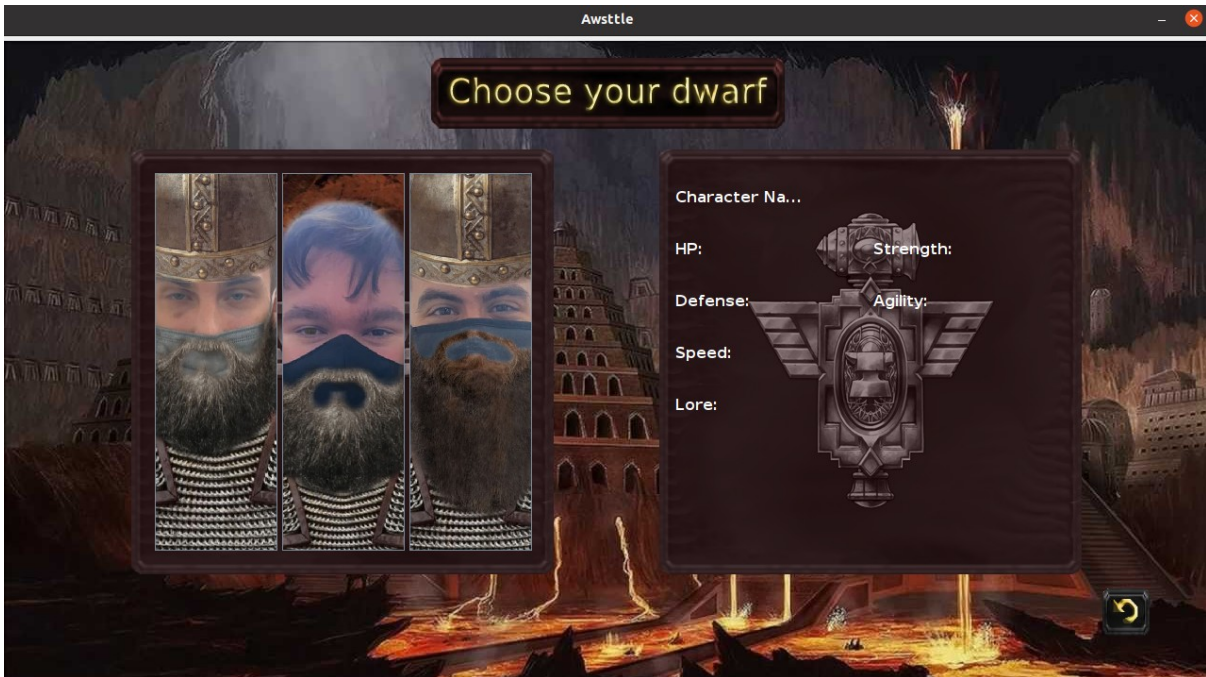 Awsttle
Choose your dwarf
Character Na...
HP:
Strength:
Defense:
Agility:
Speed:
Lore: